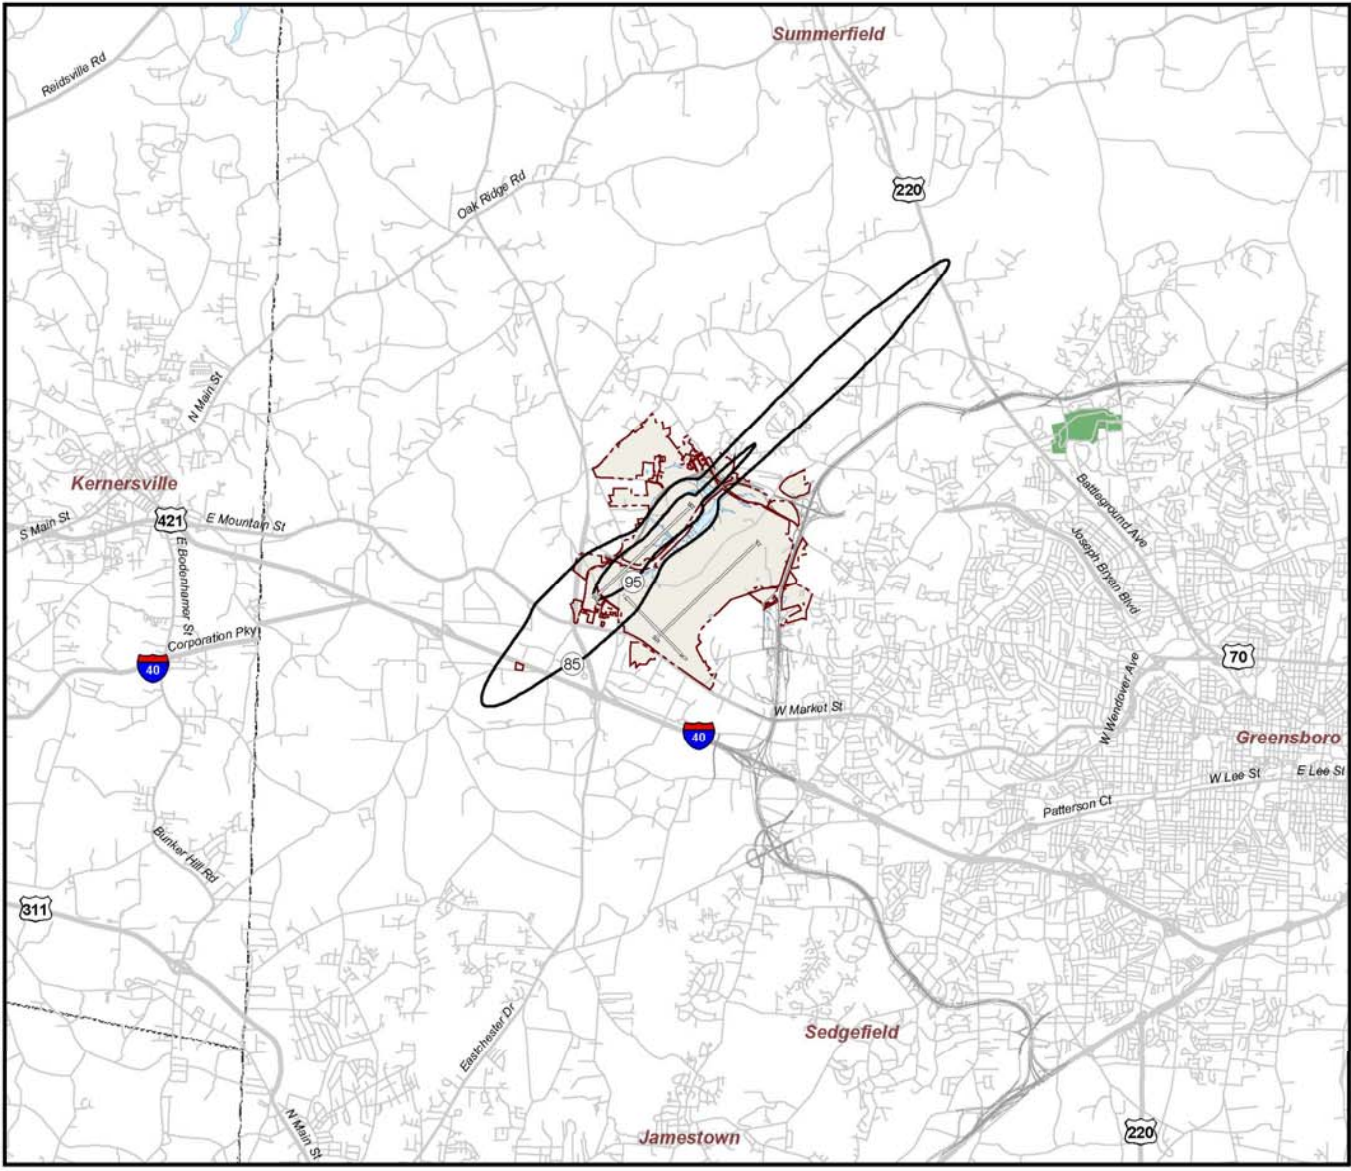 Summerfield
Reidsville Rd
220
Oak Ridge Rd
N Main St
Kernersville
421
S Main St
E Mountain St
E Bodenhamer St
Battleground Ave
Joseph Bryan Blvd
95
Corporation Pky
40
85
70
W Wendover Ave
W Market St
40
Greensboro
W Lee St
E Lee St
Patterson Ct
Bunker Hill Rd
311
Eastchester Dr
Sedgefield
N Main St
Jamestown
220